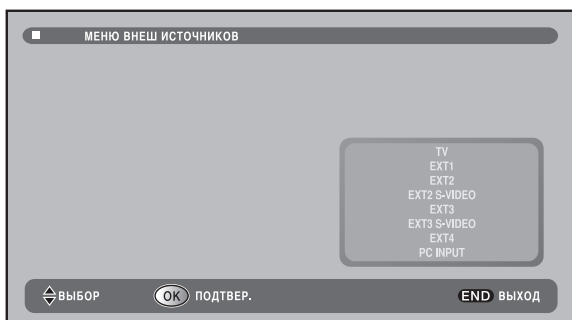 МЕНЮ ВНЕШ ИСТОЧНИКОВ
TV
EXT1
EXT2
EXT2 S-VIDEO
EXT3
EXT3 S-VIDEO
EXT4
PC INPUT
ВЫБОР OK ПОДТВЕР. END ВЫХОД